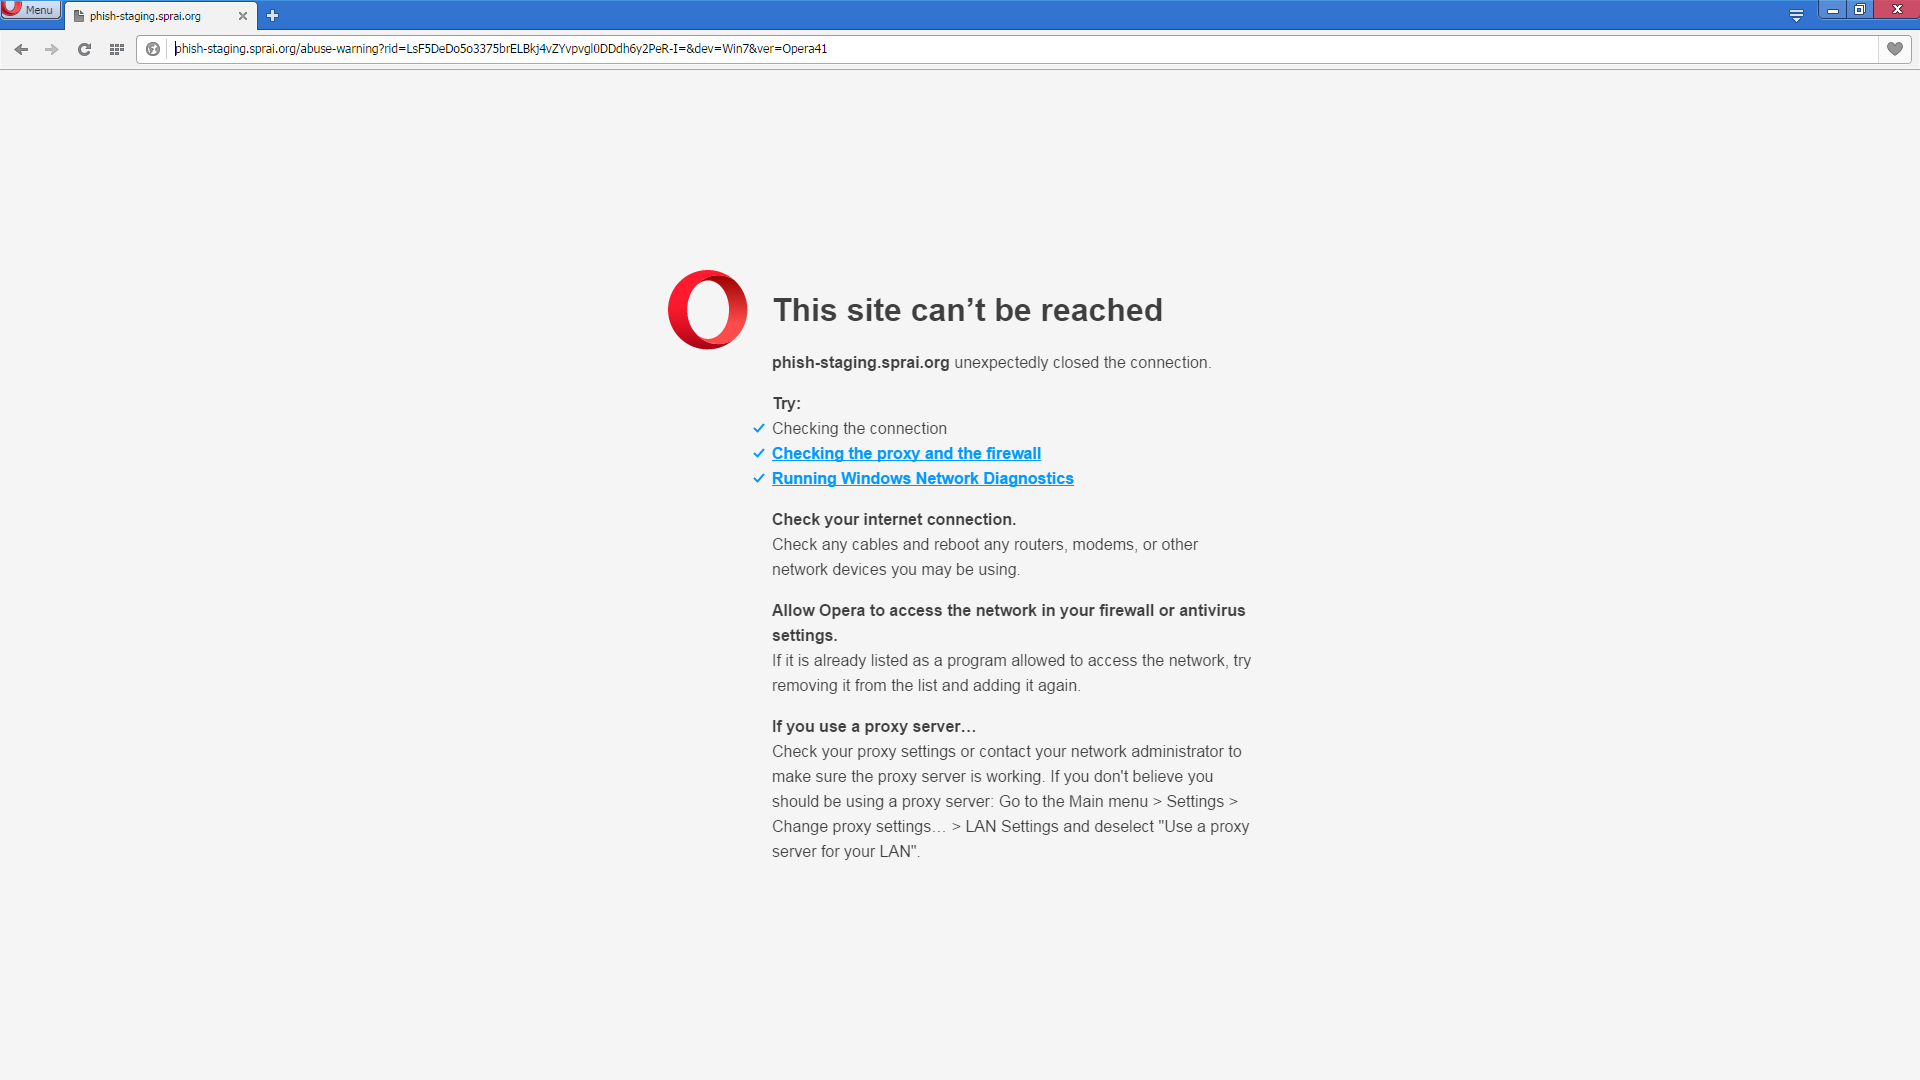 Menu
phish-staging.sprai.org
phish-staging.sprai.org/abuse-warning?rid=LsF5DeDo5o3375brELBkj4vZYvpvgl0DDdh6y2PeR-I=&dev=Win7&ver=Opera41
This site can’t be reached
phish-staging.sprai.org unexpectedly closed the connection.
Try:
Checking the connection
Checking the proxy and the firewall
Running Windows Network Diagnostics
Check your internet connection.
Check any cables and reboot any routers, modems, or other
network devices you may be using.
Allow Opera to access the network in your firewall or antivirus
settings.
If it is already listed as a program allowed to access the network, try
removing it from the list and adding it again.
If you use a proxy server…
Check your proxy settings or contact your network administrator to
make sure the proxy server is working. If you don't believe you
should be using a proxy server: Go to the Main menu > Settings >
Change proxy settings… > LAN Settings and deselect "Use a proxy
server for your LAN".